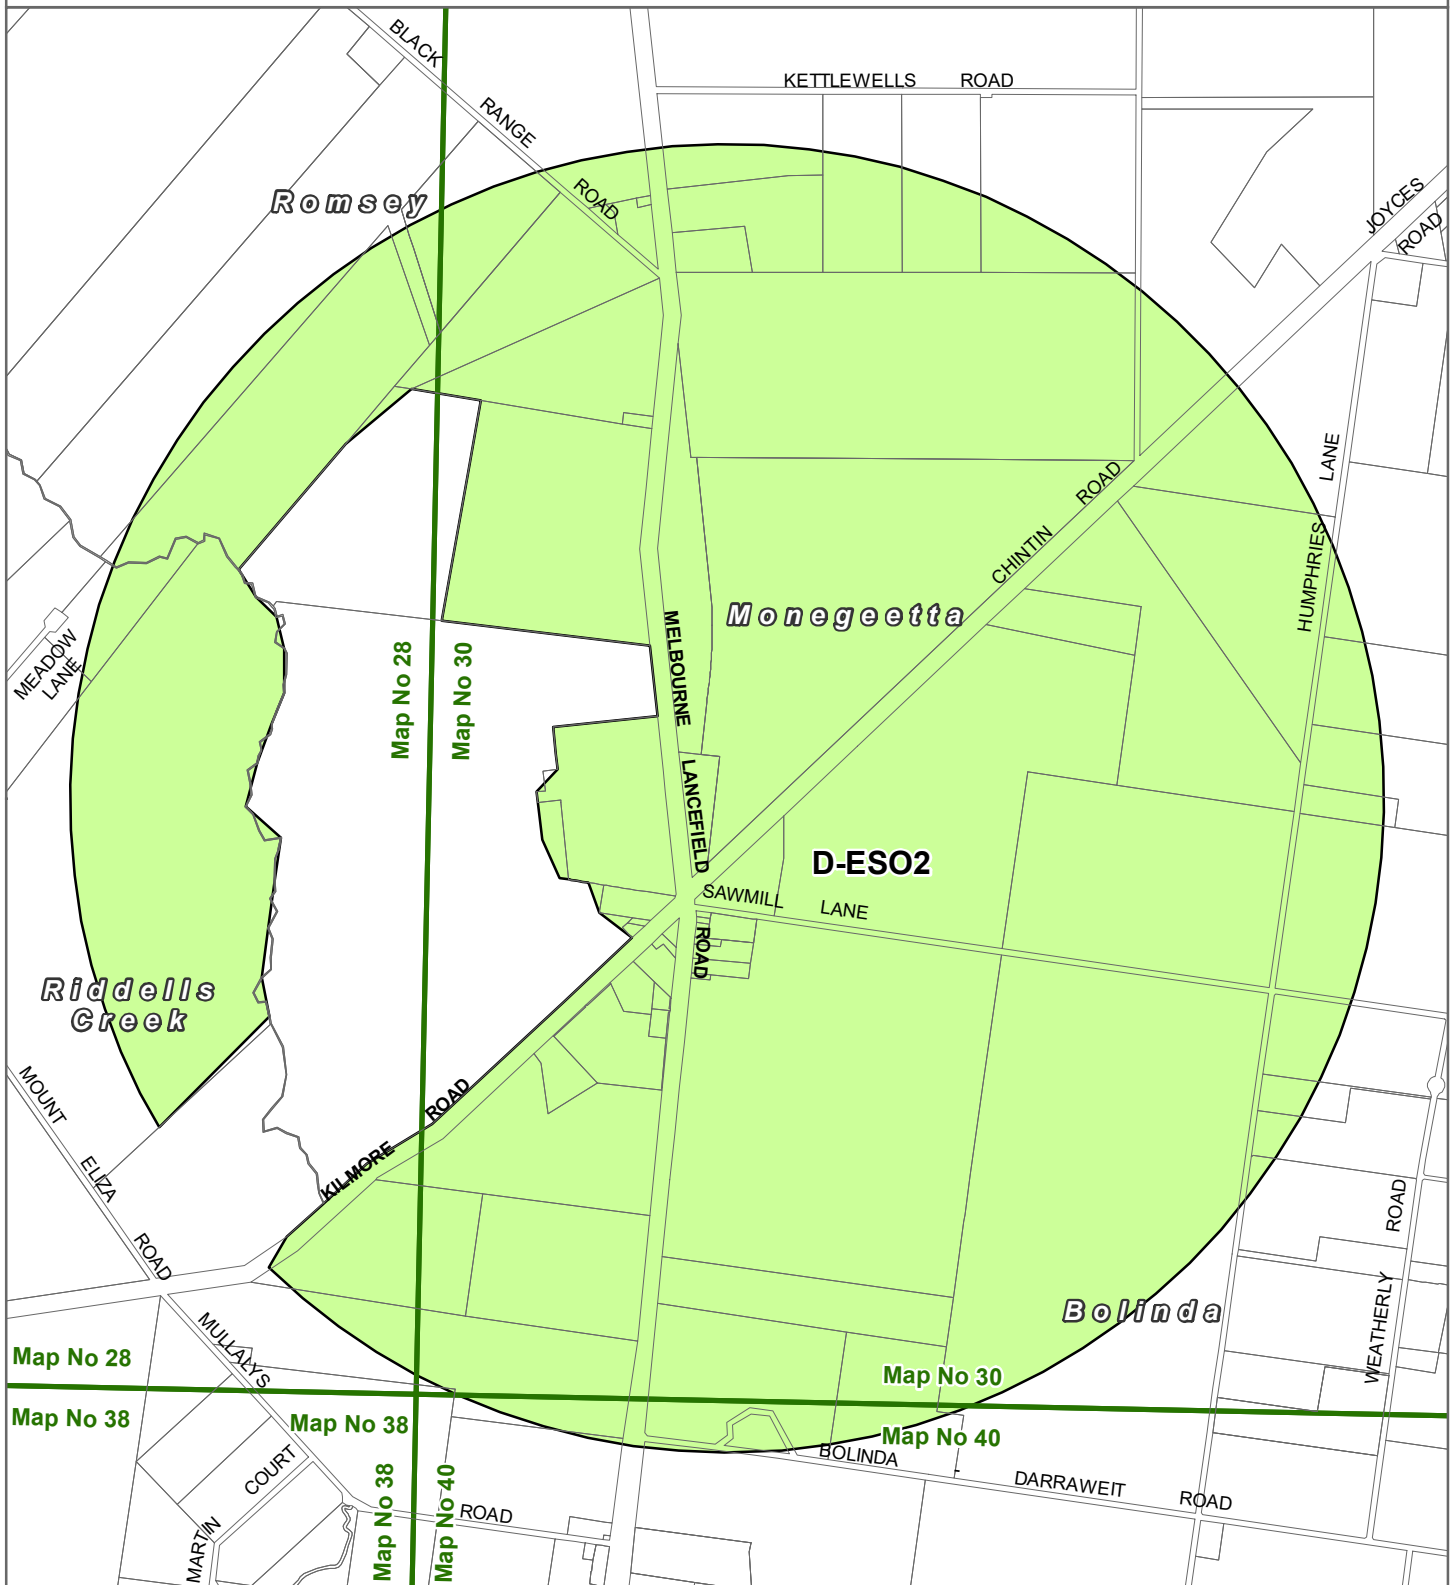 BLACK
RANGE
ROAD
KETTLEWELLS ROAD
Romsey
JOYCES
ROAD
LANE
HUMPHRIES
CHINTIN ROAD
Monegeetta
MEADOW
LANE
Map No 28
Map No 30
MELBOURNE
LANCEFIELD
ROAD
D-ESO2
SAWMILL LANE
Riddells
Creek
MOUNT
ELIZA
ROAD
KILMORE ROAD
Bolinda
ROAD
WEATHERLY
MULLALYS
Map No 28
Map No 38
Map No 38
Map No 30
Map No 40
BOLINDA
DARRAWEIT
ROAD
COURT
MARTIN
Map No 38
Map No 40
ROAD